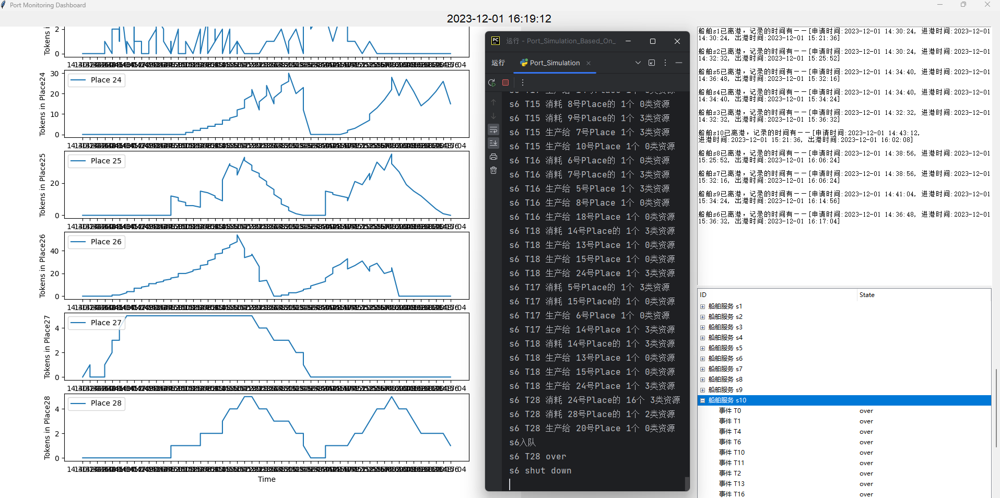 Port Monitoring Dashboard
2023-12-01 16:19:12
Tokens i
2
0
Tokens in Place24
Place 24
30
20
10
0
Tokens in Place25
Place 25
20
0
Tokens in Place26
Place 26
40
20
0
Tokens in Place27
Place 27
4
2
0
Tokens in Place28
Place 28
4
2
0
Time
PC
运行 - Port_Simulation_Based_On_
运行
Port_Simulation
s6 T15 消耗 8号Place的 1个 0类资源
s6 T15 消耗 9号Place的 1个 3类资源
s6 T15 生产给 7号Place 1个 3类资源
s6 T15 生产给 10号Place 1个 0类资源
s6 T16 消耗 6号Place的 1个 0类资源
s6 T16 消耗 7号Place的 1个 3类资源
s6 T16 生产给 5号Place 1个 3类资源
s6 T16 生产给 8号Place 1个 0类资源
s6 T16 生产给 18号Place 1个 0类资源
s6 T18 消耗 14号Place的 1个 3类资源
s6 T18 生产给 13号Place 1个 0类资源
s6 T18 生产给 15号Place 1个 0类资源
s6 T18 生产给 24号Place 1个 3类资源
s6 T17 消耗 5号Place的 1个 3类资源
s6 T17 消耗 15号Place的 1个 0类资源
s6 T17 生产给 6号Place 1个 0类资源
s6 T17 生产给 14号Place 1个 3类资源
s6 T18 消耗 14号Place的 1个 3类资源
s6 T18 生产给 13号Place 1个 0类资源
s6 T18 生产给 15号Place 1个 0类资源
s6 T18 生产给 24号Place 1个 3类资源
s6 T28 消耗 24号Place的 16个 3类资源
s6 T28 消耗 28号Place的 1个 2类资源
s6 T28 生产给 20号Place 1个 0类资源
s6入队
s6 T28 over
s6 shut down
船舶s1已离港，记录的时间有——[申请时间:2023-12-01 14:30:24, 进港时间:2023-12-01
14:30:24, 出港时间:2023-12-01 15:21:36]
船舶s2已离港，记录的时间有——[申请时间:2023-12-01 14:30:24, 进港时间:2023-12-01
14:32:32, 出港时间:2023-12-01 15:25:52]
船舶s5已离港，记录的时间有——[申请时间:2023-12-01 14:34:40, 进港时间:2023-12-01
14:36:48, 出港时间:2023-12-01 15:32:16]
船舶s4已离港，记录的时间有——[申请时间:2023-12-01 14:34:40, 进港时间:2023-12-01
14:34:40, 出港时间:2023-12-01 15:34:24]
船舶s3已离港，记录的时间有——[申请时间:2023-12-01 14:32:32, 进港时间:2023-12-01
14:32:32, 出港时间:2023-12-01 15:36:32]
船舶s10已离港，记录的时间有——[申请时间:2023-12-01 14:43:12,
进港时间:2023-12-01 15:21:36, 出港时间:2023-12-01 16:02:08]
船舶s8已离港，记录的时间有——[申请时间:2023-12-01 14:38:56, 进港时间:2023-12-01
15:25:52, 出港时间:2023-12-01 16:06:24]
船舶s7已离港，记录的时间有——[申请时间:2023-12-01 14:38:56, 进港时间:2023-12-01
15:32:16, 出港时间:2023-12-01 16:06:24]
船舶s9已离港，记录的时间有——[申请时间:2023-12-01 14:41:04, 进港时间:2023-12-01
15:34:24, 出港时间:2023-12-01 16:14:56]
船舶s6已离港，记录的时间有——[申请时间:2023-12-01 14:36:48, 进港时间:2023-12-01
15:36:32, 出港时间:2023-12-01 16:17:04]
ID State
船舶服务 s1
船舶服务 s2
船舶服务 s3
船舶服务 s4
船舶服务 s5
船舶服务 s6
船舶服务 s7
船舶服务 s8
船舶服务 s9
船舶服务 s10
事件 T0 over
事件 T1 over
事件 T4 over
事件 T6 over
事件 T10 over
事件 T11 over
事件 T2 over
事件 T13 over
事件 T16 over